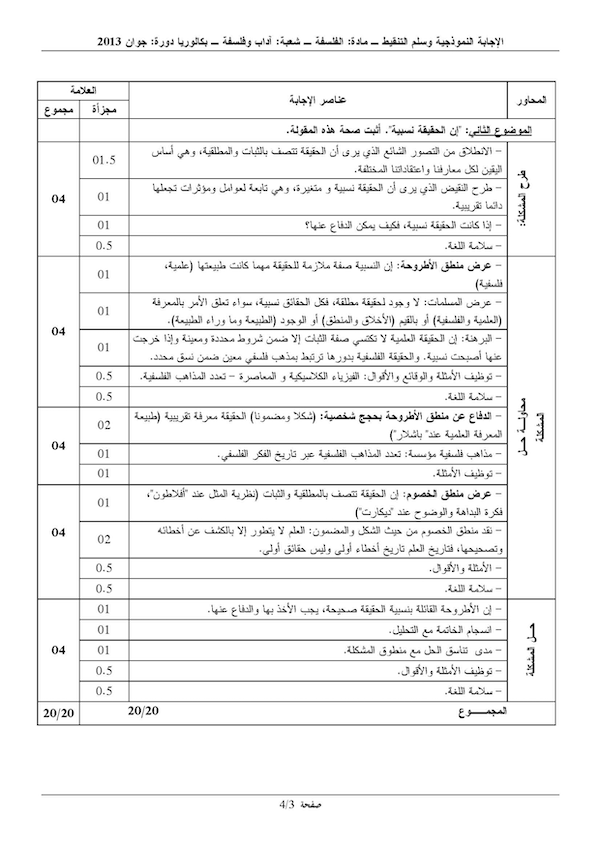 الإجابة النموذجية وسلم التنقيط ــ مادة: الفلسفة ــ شعبة: آداب وفلسفة ــ بكالوريا دورة: جوان 2013
المحاور
عناصر الإجابة
العلامة
مجزأة
مجموع
الموضوع الثاني: "إن الحقيقة نسبية". أثبت صحة هذه المقولة.
طرح المشكلة:
– الانطلاق من التصور الشائع الذي يرى أن الحقيقة تتصف بالثبات والمطلقية، وهي أساس
اليقين لكل معارفنا واعتقاداتنا المختلفة.
01.5
– طرح النقيض الذي يرى أن الحقيقة نسبية و متغيرة، وهي تابعة لعوامل ومؤثرات تجعلها
دائما تقريبية.
01
– إذا كانت الحقيقة نسبية، فكيف يمكن الدفاع عنها؟
01
– سلامة اللغة.
0.5
04
محاولة حل
المشكلة
– عرض منطق الأطروحة: إن النسبية صفة ملازمة للحقيقة مهما كانت طبيعتها (علمية،
فلسفية)
01
– عرض المسلمات: لا وجود لحقيقة مطلقة، فكل الحقائق نسبية، سواء تعلق الأمر بالمعرفة
(العلمية والفلسفية) أو بالقيم (الأخلاق والمنطق) أو الوجود (الطبيعة وما وراء الطبيعة).
01
– البرهنة: إن الحقيقة العلمية لا تكتسي صفة الثبات إلا ضمن شروط محددة ومعينة وإذا خرجت
عنها أصبحت نسبية. والحقيقة الفلسفية بدورها ترتبط بمذهب فلسفي معين ضمن نسق محدد.
01
– توظيف الأمثلة والوقائع والأقوال: الفيزياء الكلاسيكية و المعاصرة – تعدد المذاهب الفلسفية.
0.5
– سلامة اللغة.
0.5
04
– الدفاع عن منطق الأطروحة بحجج شخصية: (شكلا ومضمونا) الحقيقة معرفة تقريبية (طبيعة
المعرفة العلمية عند" باشلار")
02
– مذاهب فلسفية مؤسسة: تعدد المذاهب الفلسفية عبر تاريخ الفكر الفلسفي.
01
– توظيف الأمثلة.
01
04
– عرض منطق الخصوم: إن الحقيقة تتصف بالمطلقية والثبات (نظرية المثل عند "أفلاطون"،
فكرة البداهة والوضوح عند "ديكارت")
01
– نقد منطق الخصوم من حيث الشكل والمضمون: العلم لا يتطور إلا بالكشف عن أخطائه
وتصحيحها، فتاريخ العلم تاريخ أخطاء أولى وليس حقائق أولى.
02
– الأمثلة والأقوال.
0.5
– سلامة اللغة.
0.5
04
حل المشكلة
– إن الأطروحة القائلة بنسبية الحقيقة صحيحة، يجب الأخذ بها والدفاع عنها.
01
– انسجام الخاتمة مع التحليل.
01
– مدى تناسق الحل مع منطوق المشكلة.
01
– توظيف الأمثلة والأقوال.
0.5
– سلامة اللغة.
0.5
04
المجمــــوع
20/20
20/20
صفحة 4/3